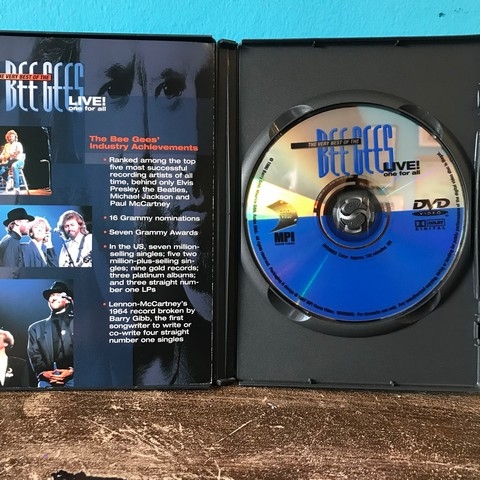 THE VERY BEST OF THE
BEE GEES
LIVE!
one for all
The Bee Gees'
Industry Achievements
• Ranked among the top
five most successful
recording artists of all
time, behind only Elvis
Presley, the Beatles,
Michael Jackson and
Paul McCartney
• 16 Grammy nominations
• Seven Grammy Awards
• In the US, seven million-
selling singles; five two
million-plus-selling sin-
gles; nine gold records;
three platinum albums;
and three straight num-
ber one LPs
• Lennon-McCartney's
1964 record broken by
Barry Gibb, the first
songwriter to write or
co-write four straight
number one singles
THE VERY BEST OF THE
BEE GEES
LIVE!
one for all
MPI
DVD
VIDEO
DOLBY
DIGITAL